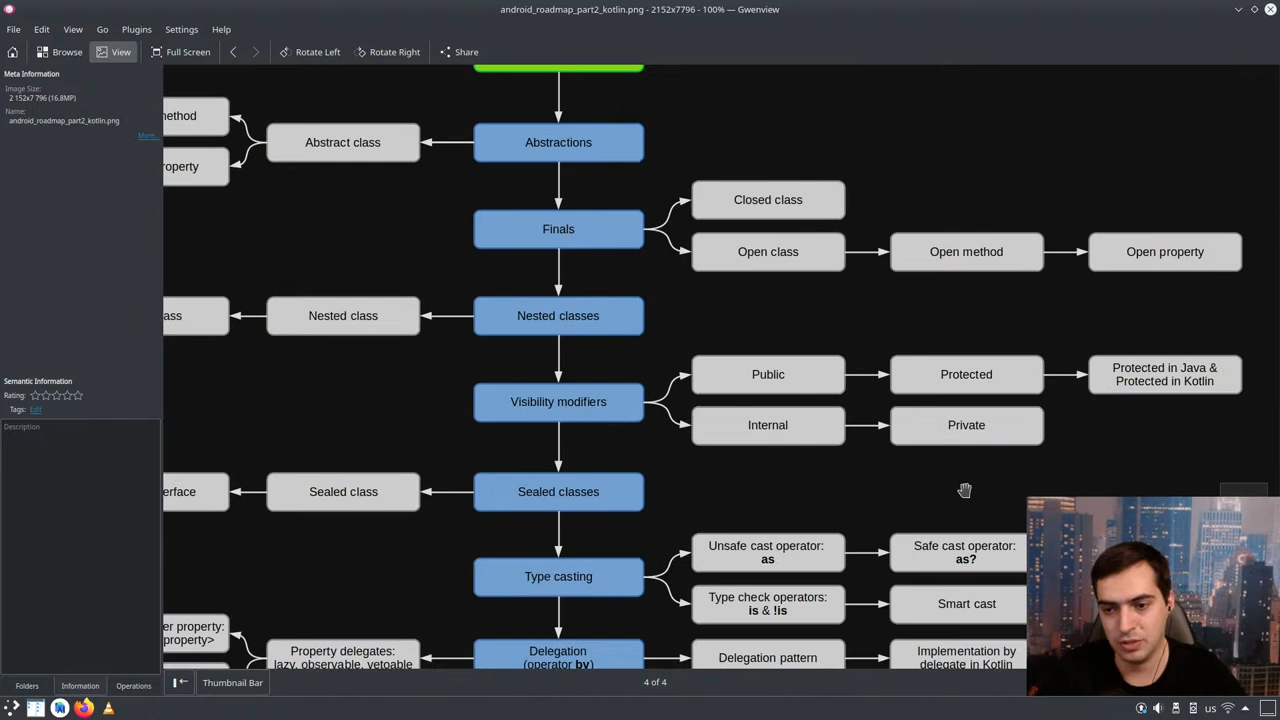 android_roadmap_part2_kotlin.png - 2152x7796 - 100% — Gwenview
File Edit View Go Plugins Settings Help
Browse View Full Screen Rotate Left Rotate Right Share
Meta Information
Image Size:
2 152x7 796 (16.8MP)
Name:
android_roadmap_part2_kotlin.png
More...
Semantic Information
Rating:
Tags: Edit
Description
Folders Information Operations
ethod
Abstract class
Abstractions
roperty
Closed class
Finals
Open class
Open method
Open property
ass
Nested class
Nested classes
Public
Protected
Protected in Java &
Protected in Kotlin
Visibility modifiers
Internal
Private
erface
Sealed class
Sealed classes
Unsafe cast operator:
as
Safe cast operator:
as?
Type casting
Type check operators:
is & !is
Smart cast
er property:
property>
Property delegates:
lazy, observable, vetoable
Delegation
(operator by)
Delegation pattern
Implementation by
delegate in Kotlin
Thumbnail Bar
4 of 4
us